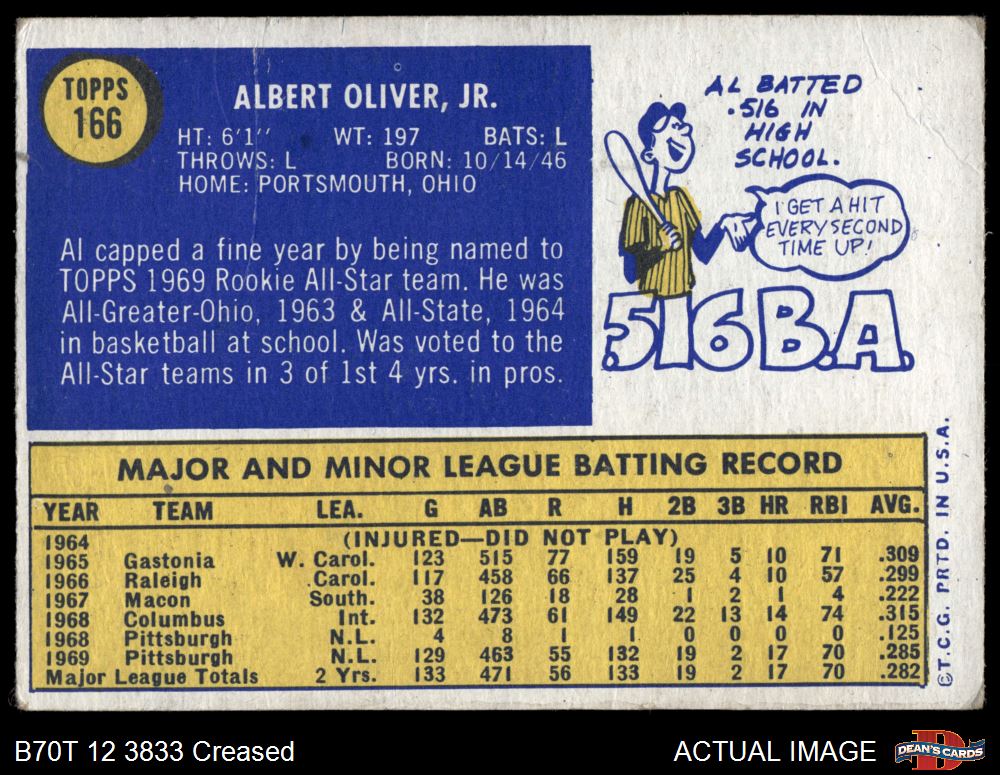 TOPPS
166
ALBERT OLIVER, JR.
HT: 6'1" WT: 197 BATS: L
THROWS: L BORN: 10/14/46
HOME: PORTSMOUTH, OHIO
Al capped a fine year by being named to
TOPPS 1969 Rookie All-Star team. He was
All-Greater-Ohio, 1963 & All-State, 1964
in basketball at school. Was voted to the
All-Star teams in 3 of 1st 4 yrs. in pros.
AL BATTED
.516 IN
HIGH
SCHOOL.
I GET A HIT
EVERY SECOND
TIME UP!
.516 B.A.
MAJOR AND MINOR LEAGUE BATTING RECORD
YEAR TEAM LEA. G AB R H 2B 3B HR RBI AVG.
1964 (INJURED—DID NOT PLAY)
1965 Gastonia W. Carol. 123 515 77 159 19 5 10 71 .309
1966 Raleigh Carol. 117 458 66 137 25 4 10 57 .299
1967 Macon South. 38 126 18 28 1 2 1 4 .222
1968 Columbus Int. 132 473 61 149 22 13 14 74 .315
1968 Pittsburgh N.L. 4 8 1 1 0 0 0 0 .125
1969 Pittsburgh N.L. 129 463 55 132 19 2 17 70 .285
Major League Totals 2 Yrs. 133 471 56 133 19 2 17 70 .282
©T.C.G. PRTD. IN U.S.A.
B70T 12 3833 Creased
ACTUAL IMAGE
DEAN'S CARDS